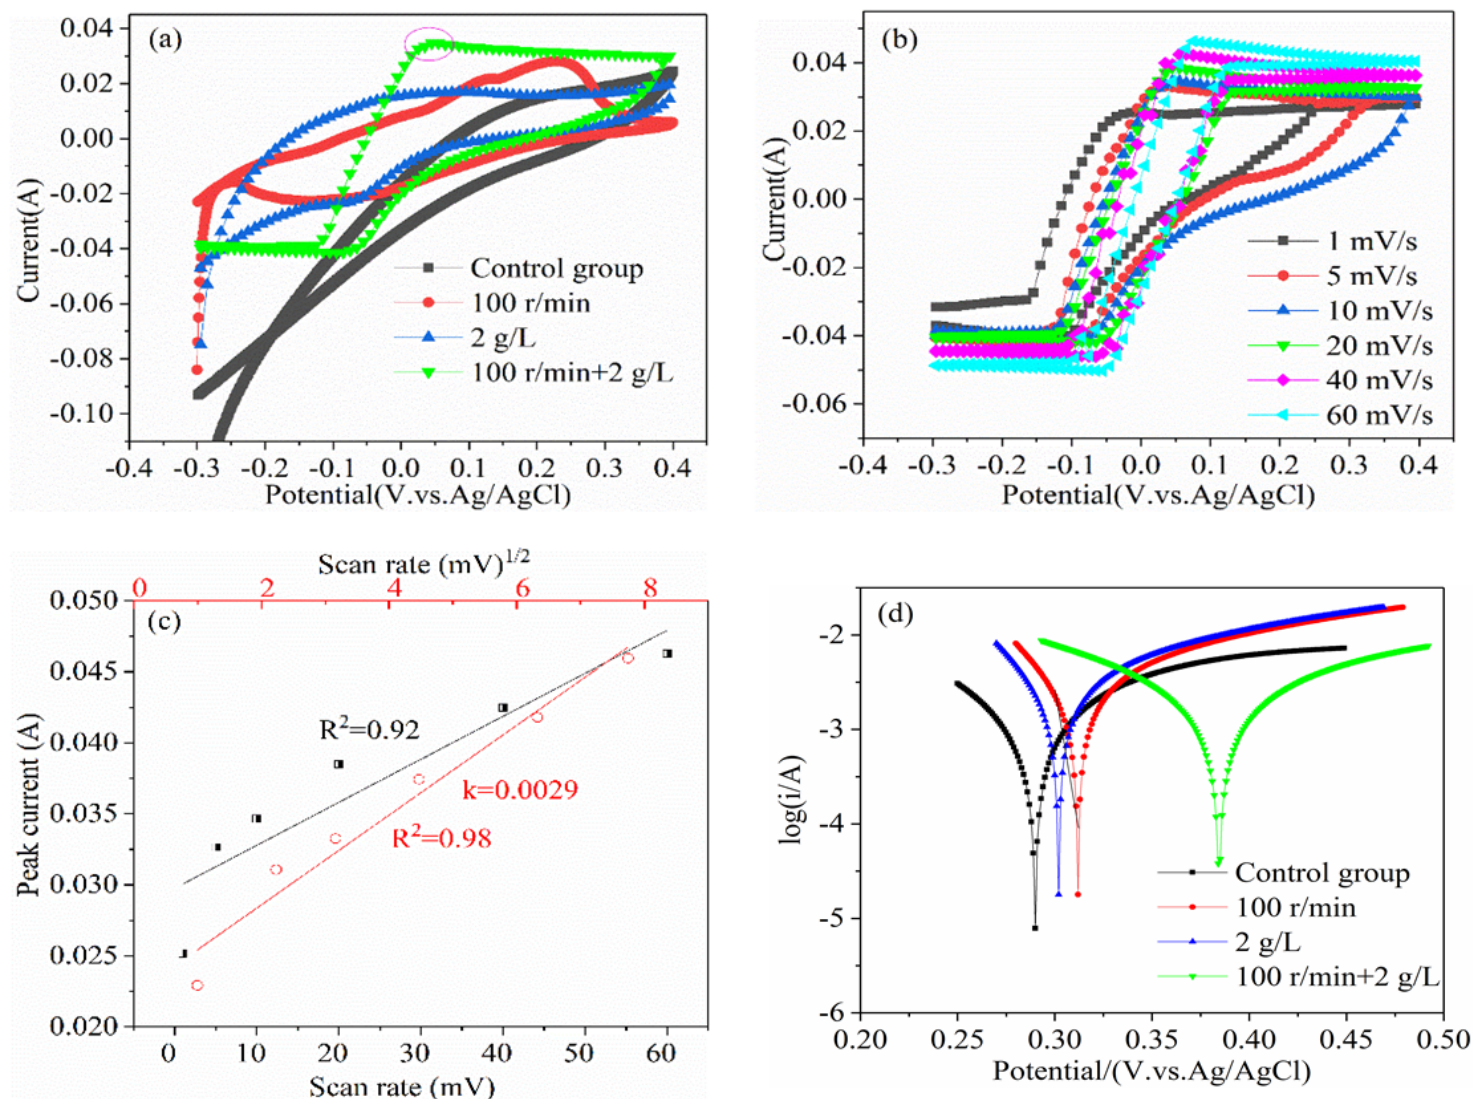 (a)
0.04
0.02
0.00
-0.02
-0.04
-0.06
-0.08
-0.10
Current(A)
Control group
100 r/min
2 g/L
100 r/min+2 g/L
-0.4 -0.3 -0.2 -0.1 0.0 0.1 0.2 0.3 0.4
Potential(V.vs.Ag/AgCl)
(b)
0.04
0.02
0.00
-0.02
-0.04
-0.06
Current(A)
1 mV/s
5 mV/s
10 mV/s
20 mV/s
40 mV/s
60 mV/s
-0.4 -0.3 -0.2 -0.1 0.0 0.1 0.2 0.3 0.4
Potential(V.vs.Ag/AgCl)
Scan rate (mV)1/2
0 2 4 6 8
(c)
0.050
0.045
0.040
0.035
0.030
0.025
0.020
Peak current (A)
R2=0.92
k=0.0029
R2=0.98
0 10 20 30 40 50 60
Scan rate (mV)
(d)
-2
-3
-4
-5
-6
log(i/A)
Control group
100 r/min
2 g/L
100 r/min+2 g/L
0.20 0.25 0.30 0.35 0.40 0.45 0.50
Potential/(V.vs.Ag/AgCl)